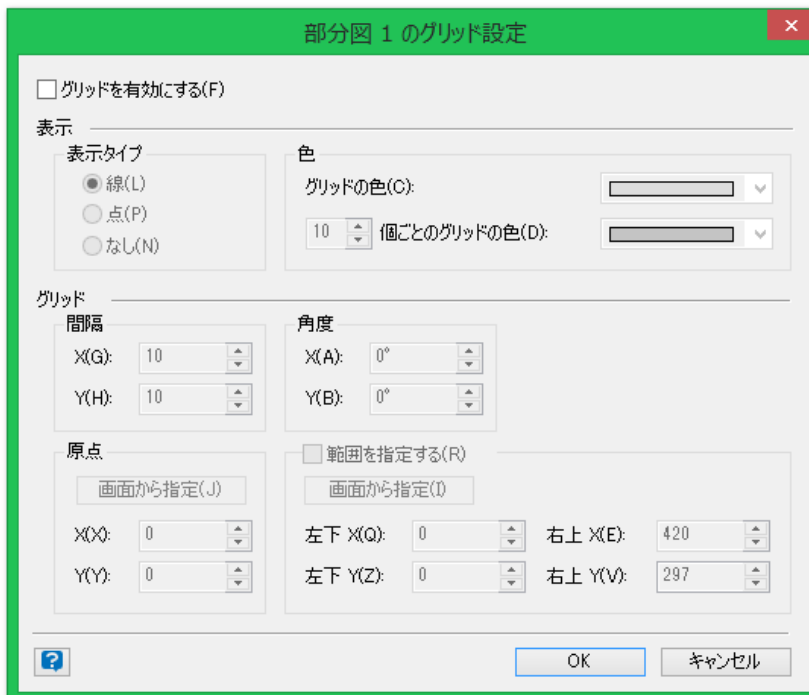 部分図 1 のグリッド設定
グリッドを有効にする(F)
表示
表示タイプ
線(L)
点(P)
なし(N)
色
グリッドの色(C):
10 個ごとのグリッドの色(D):
グリッド
間隔
X(G): 10
Y(H): 10
角度
X(A): 0°
Y(B): 0°
原点
画面から指定(J)
X(X): 0
Y(Y): 0
範囲を指定する(R)
画面から指定(I)
左下 X(Q): 0 右上 X(E): 420
左下 Y(Z): 0 右上 Y(V): 297
OK キャンセル